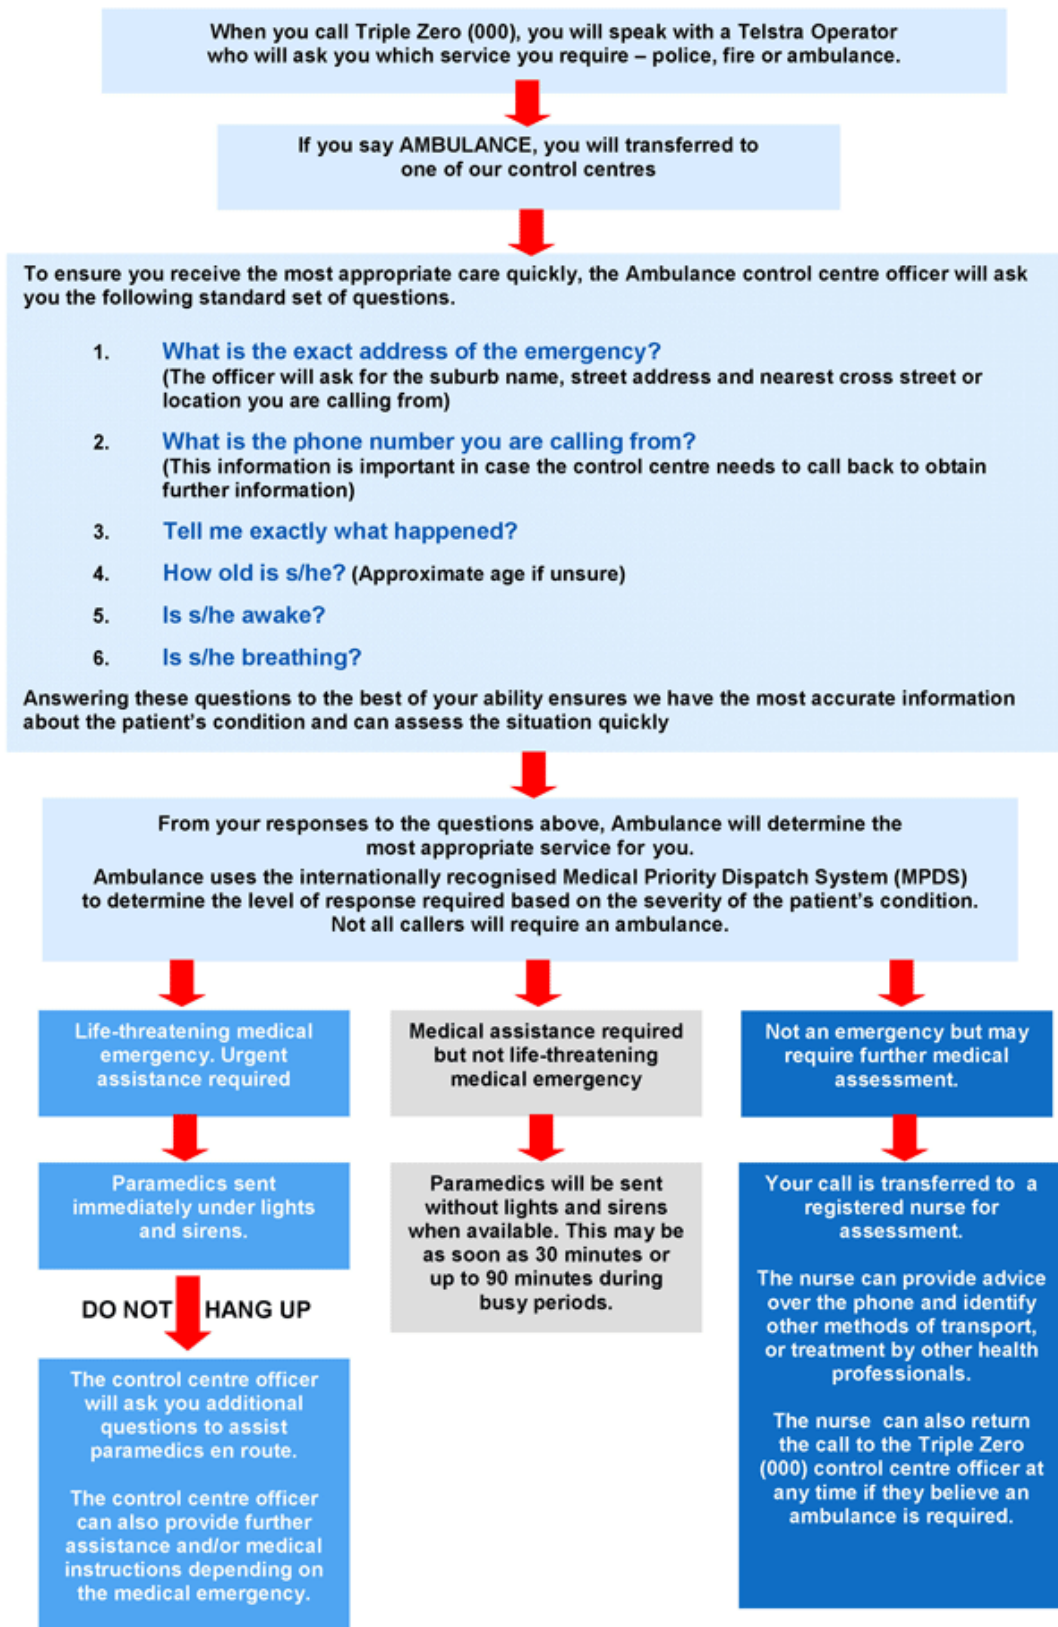 When you call Triple Zero (000), you will speak with a Telstra Operator
who will ask you which service you require – police, fire or ambulance.
If you say AMBULANCE, you will transferred to
one of our control centres
To ensure you receive the most appropriate care quickly, the Ambulance control centre officer will ask
you the following standard set of questions.
1. What is the exact address of the emergency?
(The officer will ask for the suburb name, street address and nearest cross street or
location you are calling from)
2. What is the phone number you are calling from?
(This information is important in case the control centre needs to call back to obtain
further information)
3. Tell me exactly what happened?
4. How old is s/he? (Approximate age if unsure)
5. Is s/he awake?
6. Is s/he breathing?
Answering these questions to the best of your ability ensures we have the most accurate information
about the patient's condition and can assess the situation quickly
From your responses to the questions above, Ambulance will determine the
most appropriate service for you.
Ambulance uses the internationally recognised Medical Priority Dispatch System (MPDS)
to determine the level of response required based on the severity of the patient's condition.
Not all callers will require an ambulance.
Life-threatening medical
emergency. Urgent
assistance required
Paramedics sent
immediately under lights
and sirens.
DO NOT HANG UP
The control centre officer
will ask you additional
questions to assist
paramedics en route.
The control centre officer
can also provide further
assistance and/or medical
instructions depending on
the medical emergency.
Medical assistance required
but not life-threatening
medical emergency
Paramedics will be sent
without lights and sirens
when available. This may be
as soon as 30 minutes or
up to 90 minutes during
busy periods.
Not an emergency but may
require further medical
assessment.
Your call is transferred to a
registered nurse for
assessment.
The nurse can provide advice
over the phone and identify
other methods of transport,
or treatment by other health
professionals.
The nurse can also return
the call to the Triple Zero
(000) control centre officer at
any time if they believe an
ambulance is required.